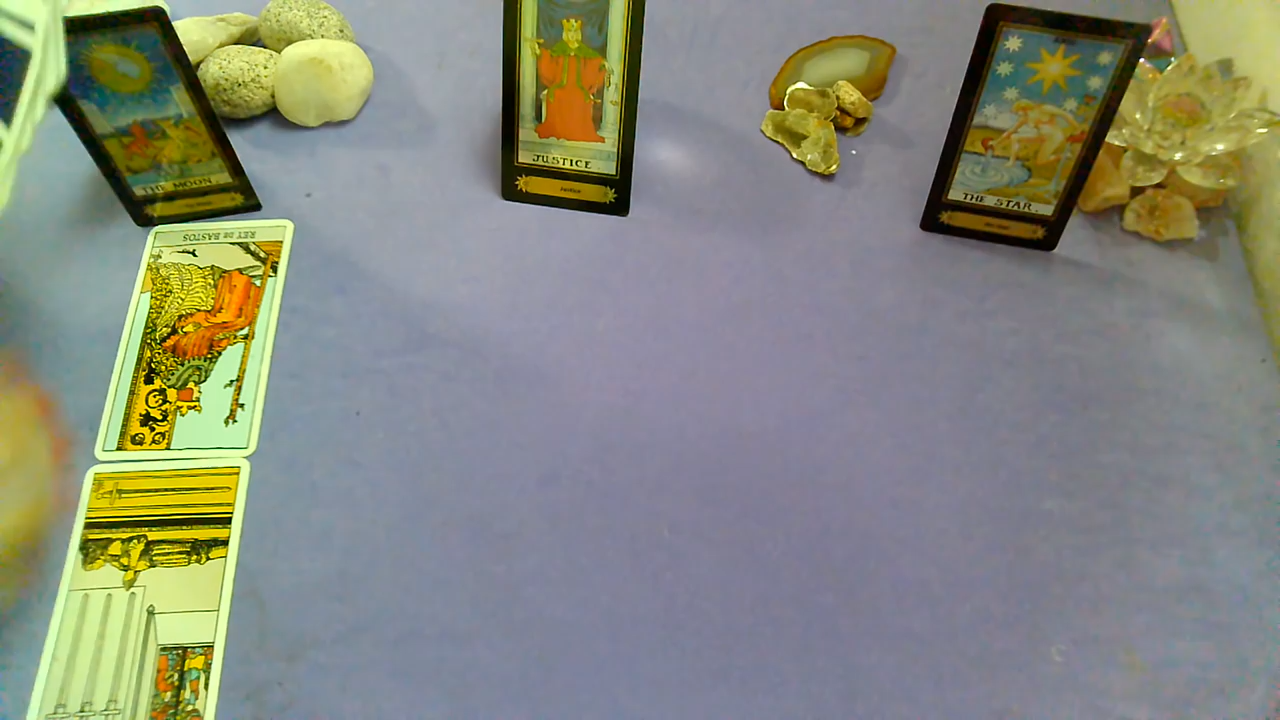 THE MOON.
JUSTICE.
Justice
THE STAR.
REY DE BASTOS